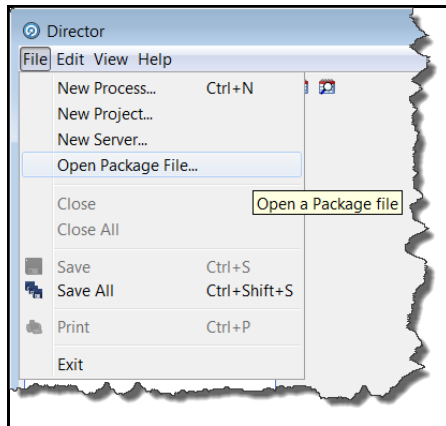 Director
File Edit View Help
New Process... Ctrl+N
New Project...
New Server...
Open Package File...
Open a Package file
Close
Close All
Save Ctrl+S
Save All Ctrl+Shift+S
Print Ctrl+P
Exit